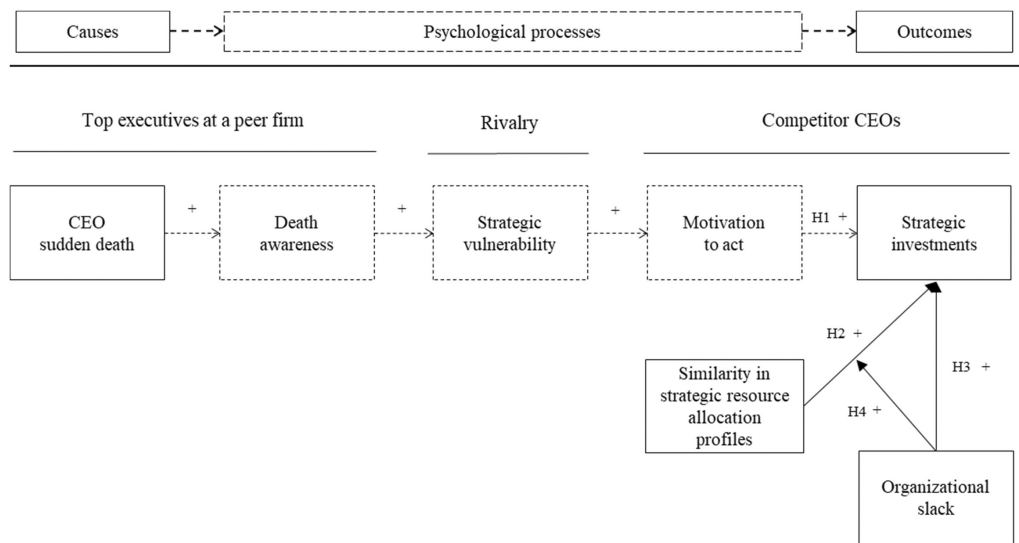 Causes
Psychological processes
Outcomes
Top executives at a peer firm
Rivalry
Competitor CEOs
CEO
sudden death
+
Death
awareness
+
Strategic
vulnerability
+
Motivation
to act
H1 +
Strategic
investments
H2 +
H3 +
H4 +
Similarity in
strategic resource
allocation
profiles
Organizational
slack